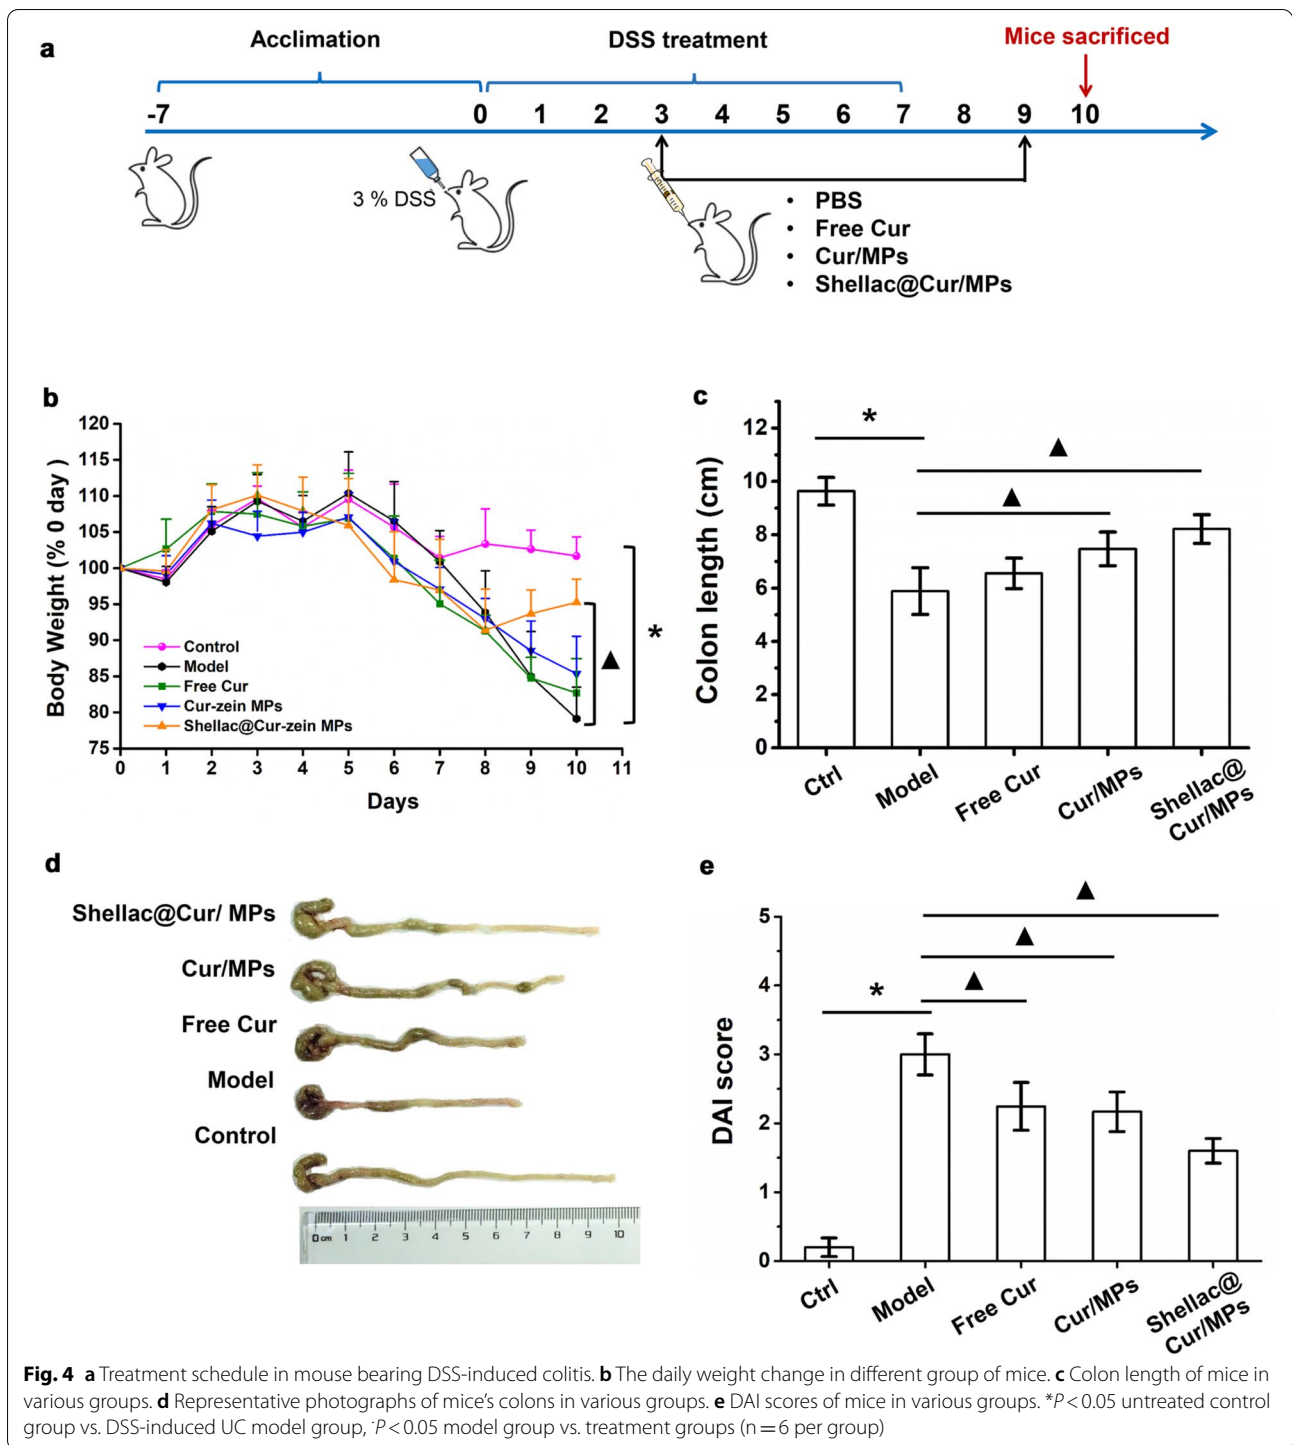 a
Acclimation
DSS treatment
Mice sacrificed
-7 0 1 2 3 4 5 6 7 8 9 10
3 % DSS
• PBS
• Free Cur
• Cur/MPs
• Shellac@Cur/MPs
b
Body Weight (% 0 day )
120
115
110
105
100
95
90
85
80
75
Control
Model
Free Cur
Cur-zein MPs
Shellac@Cur-zein MPs
▲
*
0 1 2 3 4 5 6 7 8 9 10 11
Days
c
Colon length (cm)
12
10
8
6
4
2
0
*
▲
▲
Ctrl
Model
Free Cur
Cur/MPs
Shellac@
Cur/MPs
d
Shellac@Cur/ MPs
Cur/MPs
Free Cur
Model
Control
0 cm 1 2 3 4 5 6 7 8 9 10
e
DAI score
5
4
3
2
1
0
*
▲
▲
▲
Ctrl
Model
Free Cur
Cur/MPs
Shellac@
Cur/MPs
Fig. 4 a Treatment schedule in mouse bearing DSS-induced colitis. b The daily weight change in different group of mice. c Colon length of mice in
various groups. d Representative photographs of mice's colons in various groups. e DAI scores of mice in various groups. *P < 0.05 untreated control
group vs. DSS-induced UC model group, ·P < 0.05 model group vs. treatment groups (n = 6 per group)